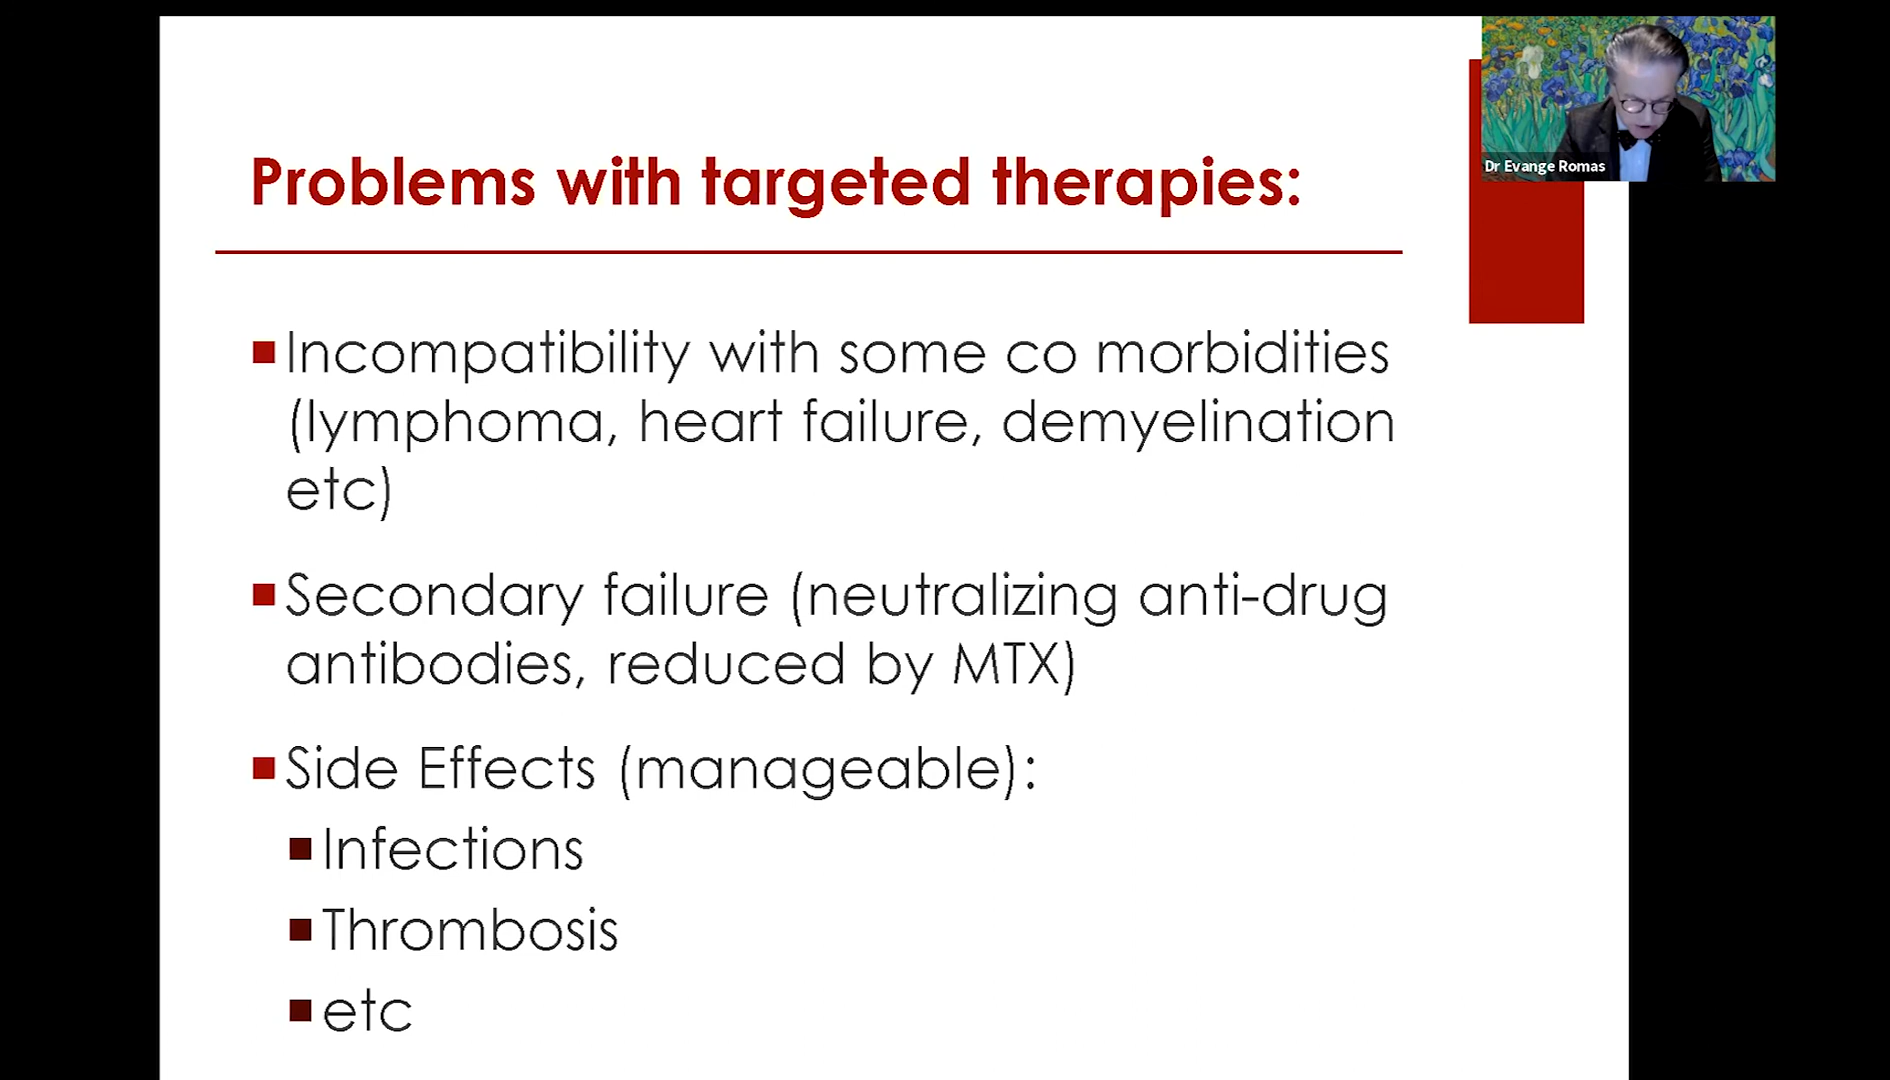 Problems with targeted therapies:
Dr Evange Romas
Incompatibility with some co morbidities
(lymphoma, heart failure, demyelination
etc)
Secondary failure (neutralizing anti-drug
antibodies, reduced by MTX)
Side Effects (manageable):
Infections
Thrombosis
etc